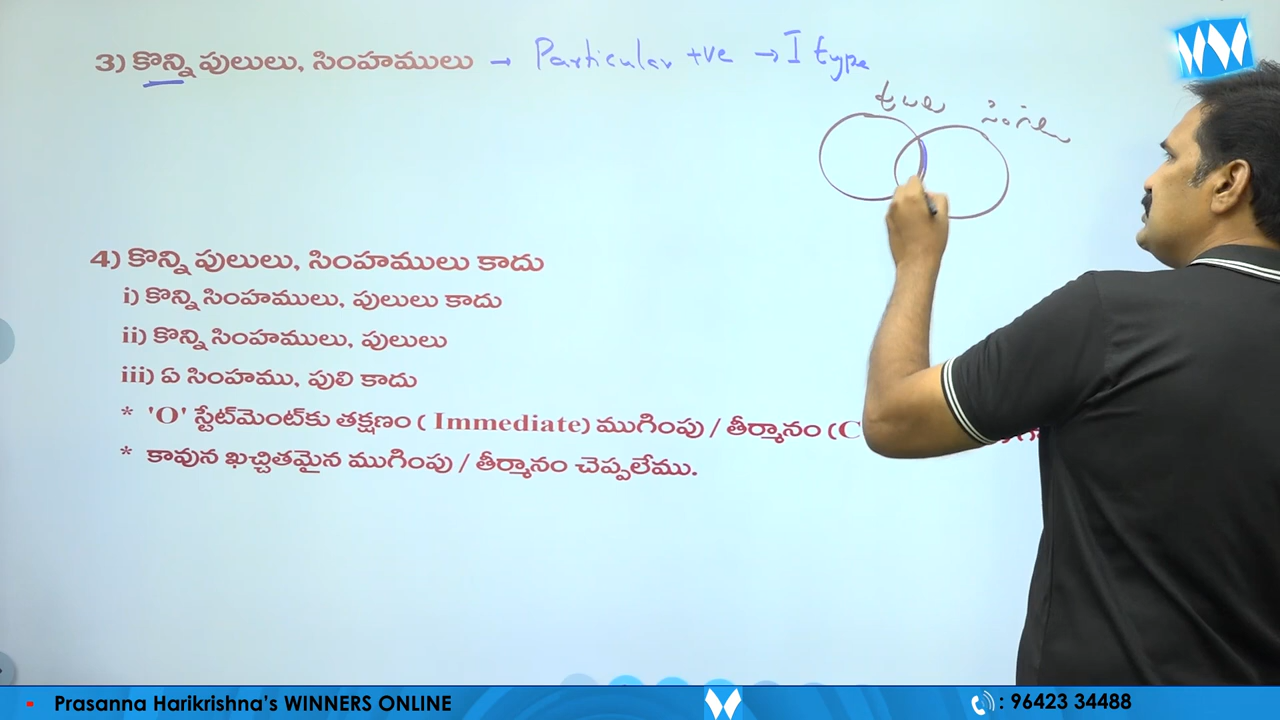 3) కొన్ని పులులు, సింహములు → Particular +ve → I type
4) కొన్ని పులులు, సింహములు కాదు
i) కొన్ని సింహములు, పులులు కాదు
ii) కొన్ని సింహములు, పులులు
iii) ఏ సింహము, పులి కాదు
* 'O' స్టేట్‌మెంట్‌కు తక్షణం ( Immediate) ముగింపు / తీర్మానం (C
* కావున ఖచ్చితమైన ముగింపు / తీర్మానం చెప్పలేము.
▪ Prasanna Harikrishna's WINNERS ONLINE
: 96423 34488